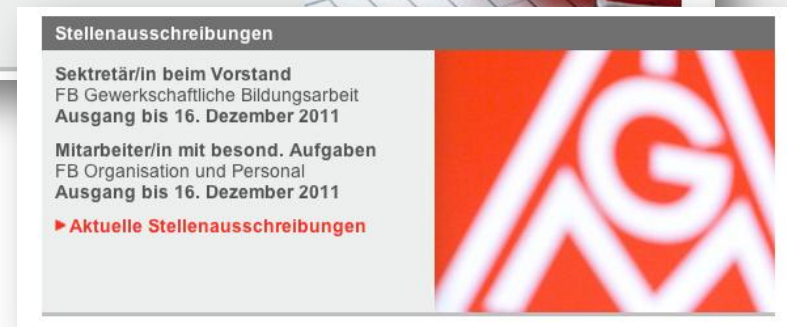 Stellenausschreibungen
Sektretär/in beim Vorstand
FB Gewerkschaftliche Bildungsarbeit
Ausgang bis 16. Dezember 2011
Mitarbeiter/in mit besond. Aufgaben
FB Organisation und Personal
Ausgang bis 16. Dezember 2011
Aktuelle Stellenausschreibungen
IGM